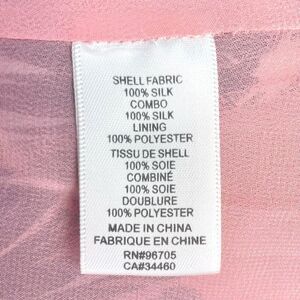 SHELL FABRIC
100% SILK
COMBO
100% SILK
LINING
100% POLYESTER
TISSU DE SHELL
100% SOIE
COMBINÉ
100% SOIE
DOUBLURE
100% POLYESTER
MADE IN CHINA
FABRIQUE EN CHINE
RN#96705
CA#34460